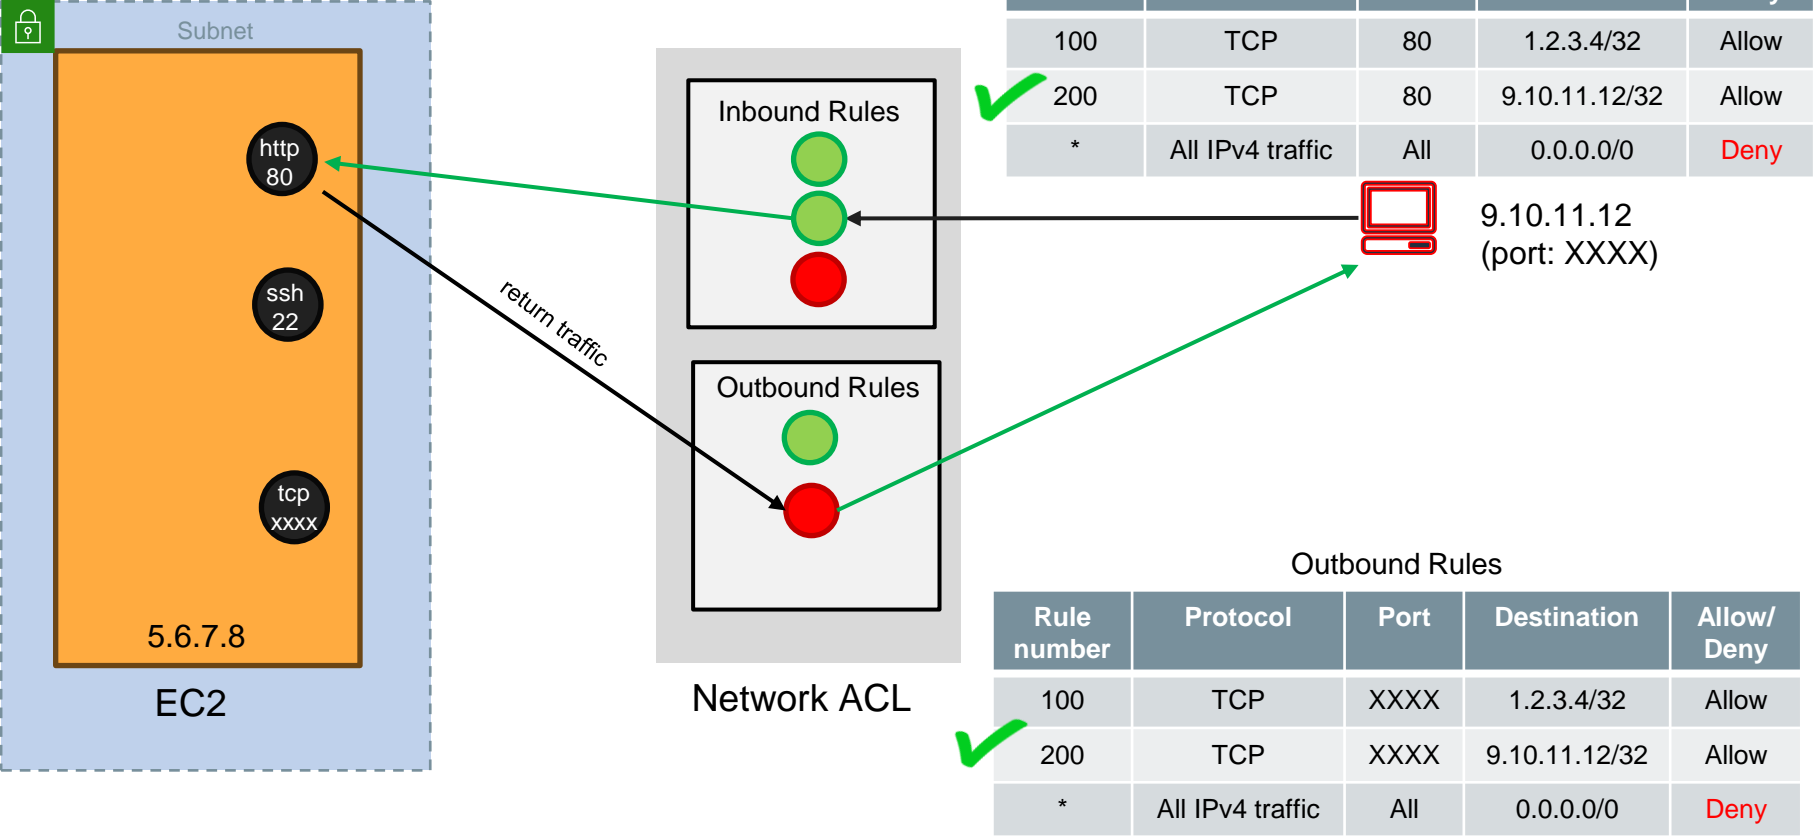 Subnet
http
80
ssh
22
tcp
xxxx
5.6.7.8
EC2
return traffic
Inbound Rules
Outbound Rules
Network ACL
100 TCP 80 1.2.3.4/32 Allow
200 TCP 80 9.10.11.12/32 Allow
* All IPv4 traffic All 0.0.0.0/0 Deny
9.10.11.12
(port: XXXX)
Outbound Rules
Rule number Protocol Port Destination Allow/ Deny
100 TCP XXXX 1.2.3.4/32 Allow
200 TCP XXXX 9.10.11.12/32 Allow
* All IPv4 traffic All 0.0.0.0/0 Deny